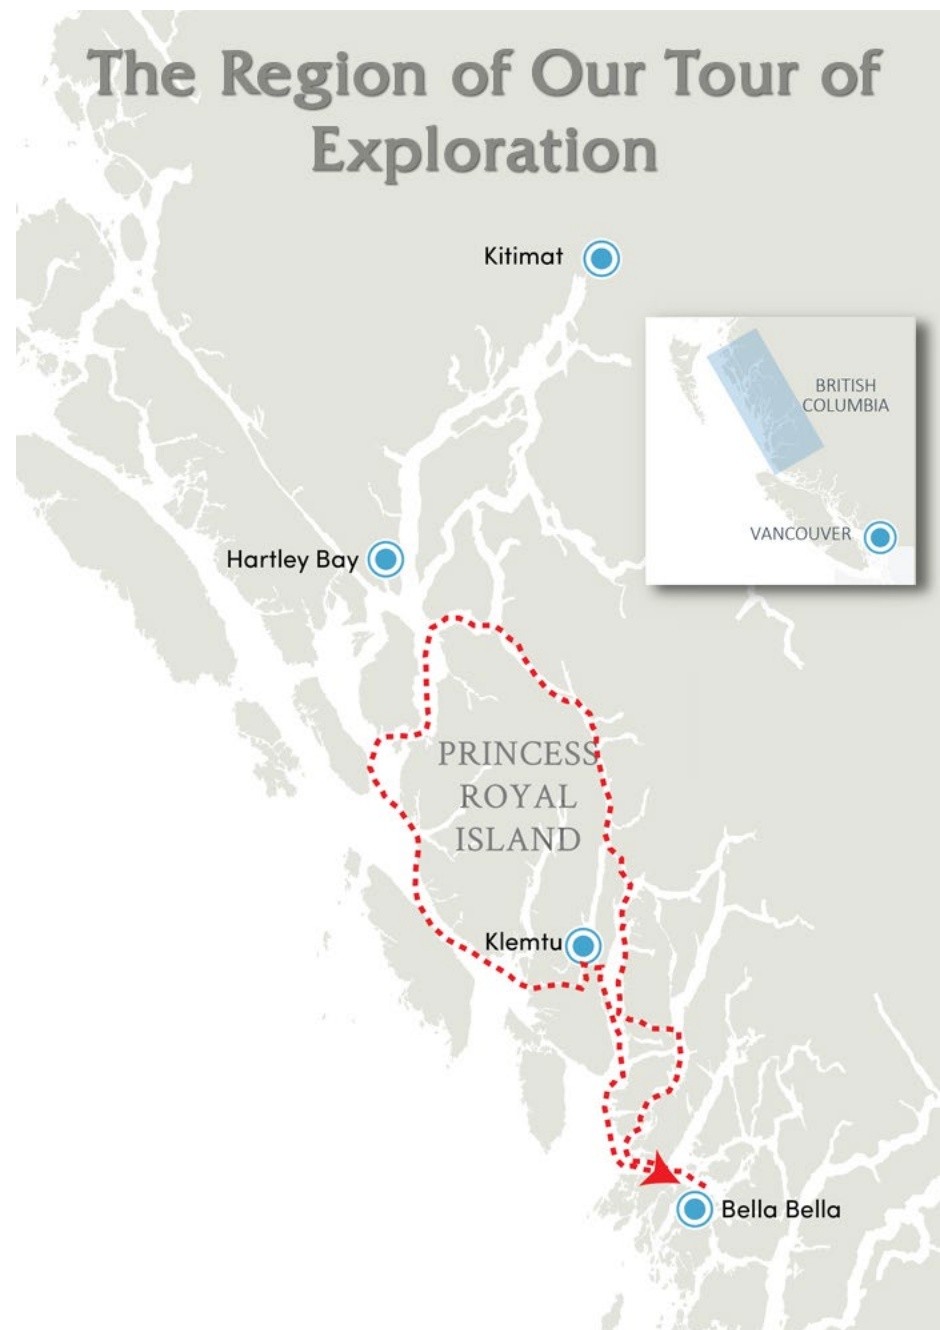 The Region of Our Tour of
Exploration
Kitimat
BRITISH
COLUMBIA
VANCOUVER
Hartley Bay
PRINCESS
ROYAL
ISLAND
Klemtu
Bella Bella